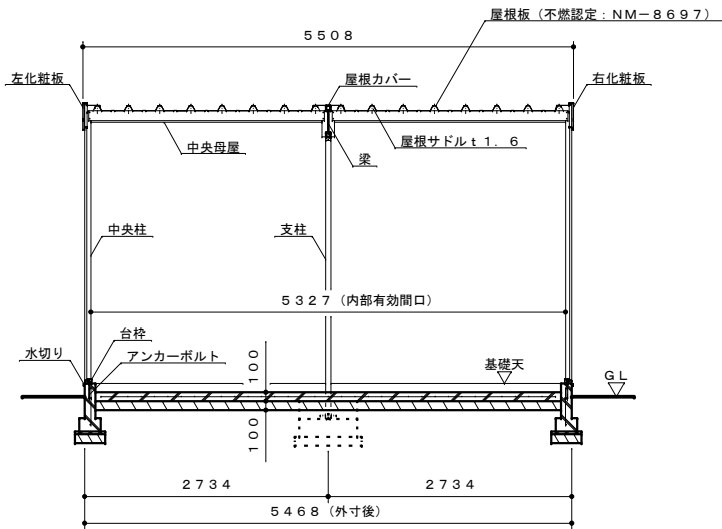 屋根板（不燃認定：NM－8697）
5508
左化粧板
屋根カバー
右化粧板
中央母屋
梁
屋根サドルt1．6
中央柱
支柱
5327（内部有効間口）
台枠
水切り
アンカーボルト
100
基礎天
GL
100
2734
2734
5468（外寸後）